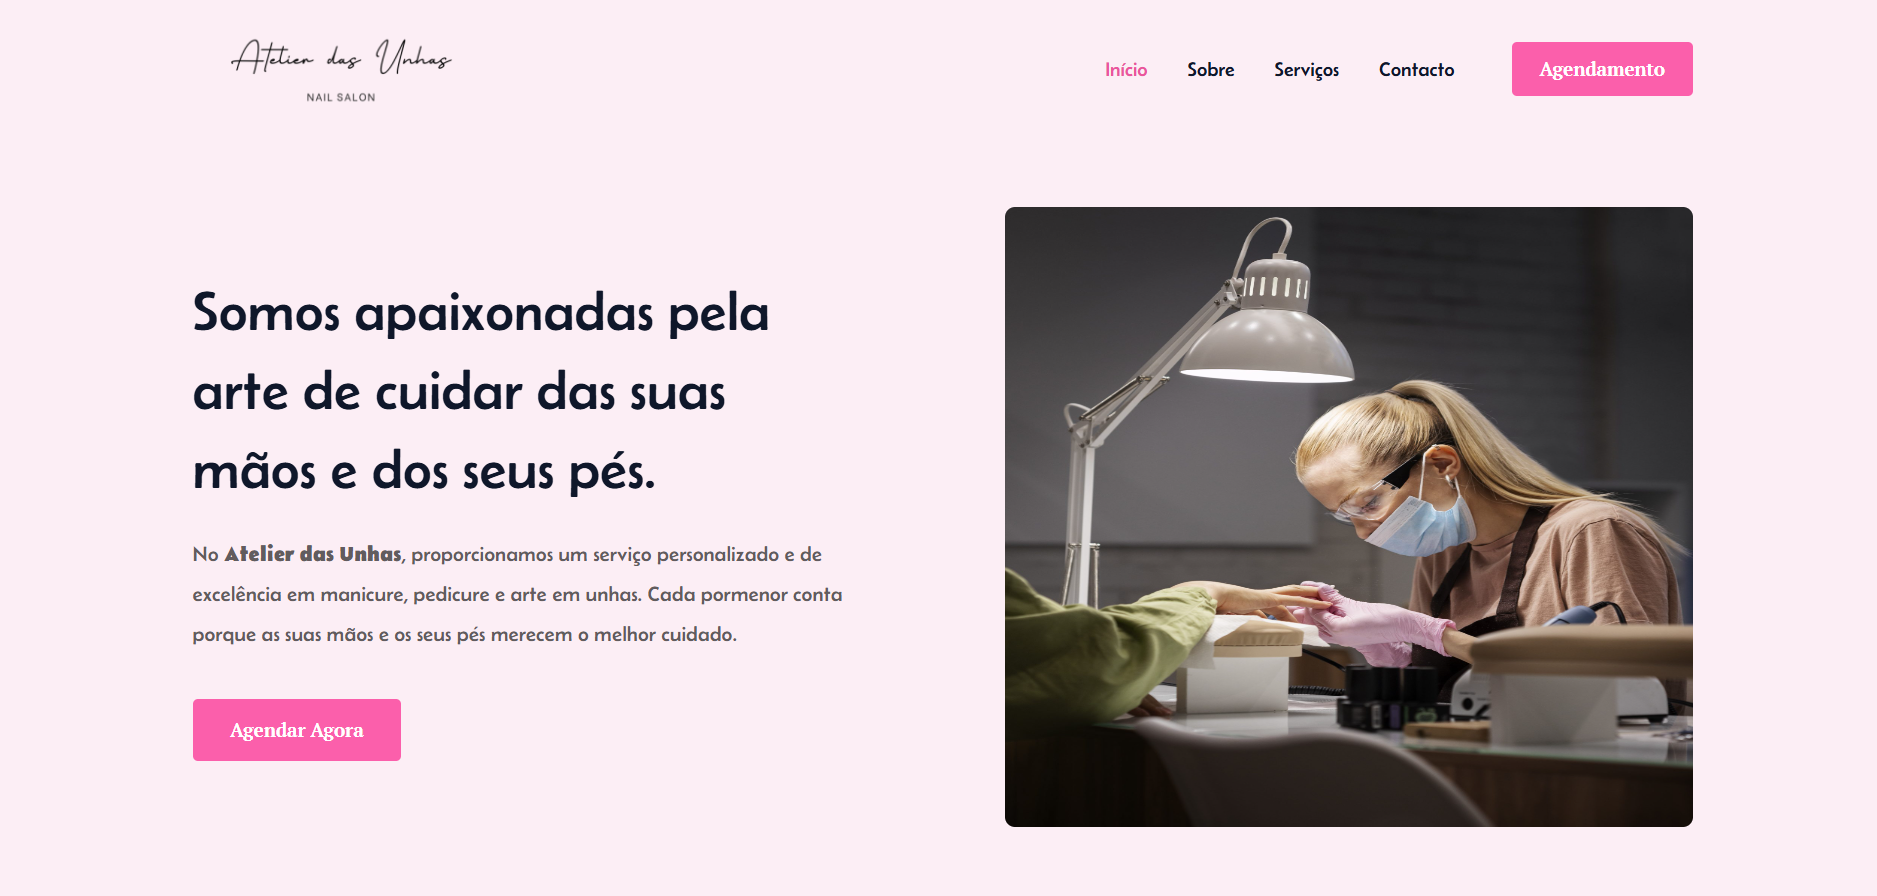 Atelier das Unhas
NAIL SALON
Início
Sobre
Serviços
Contacto
Agendamento
Somos apaixonadas pela
arte de cuidar das suas
mãos e dos seus pés.
No Atelier das Unhas, proporcionamos um serviço personalizado e de
excelência em manicure, pedicure e arte em unhas. Cada pormenor conta
porque as suas mãos e os seus pés merecem o melhor cuidado.
Agendar Agora